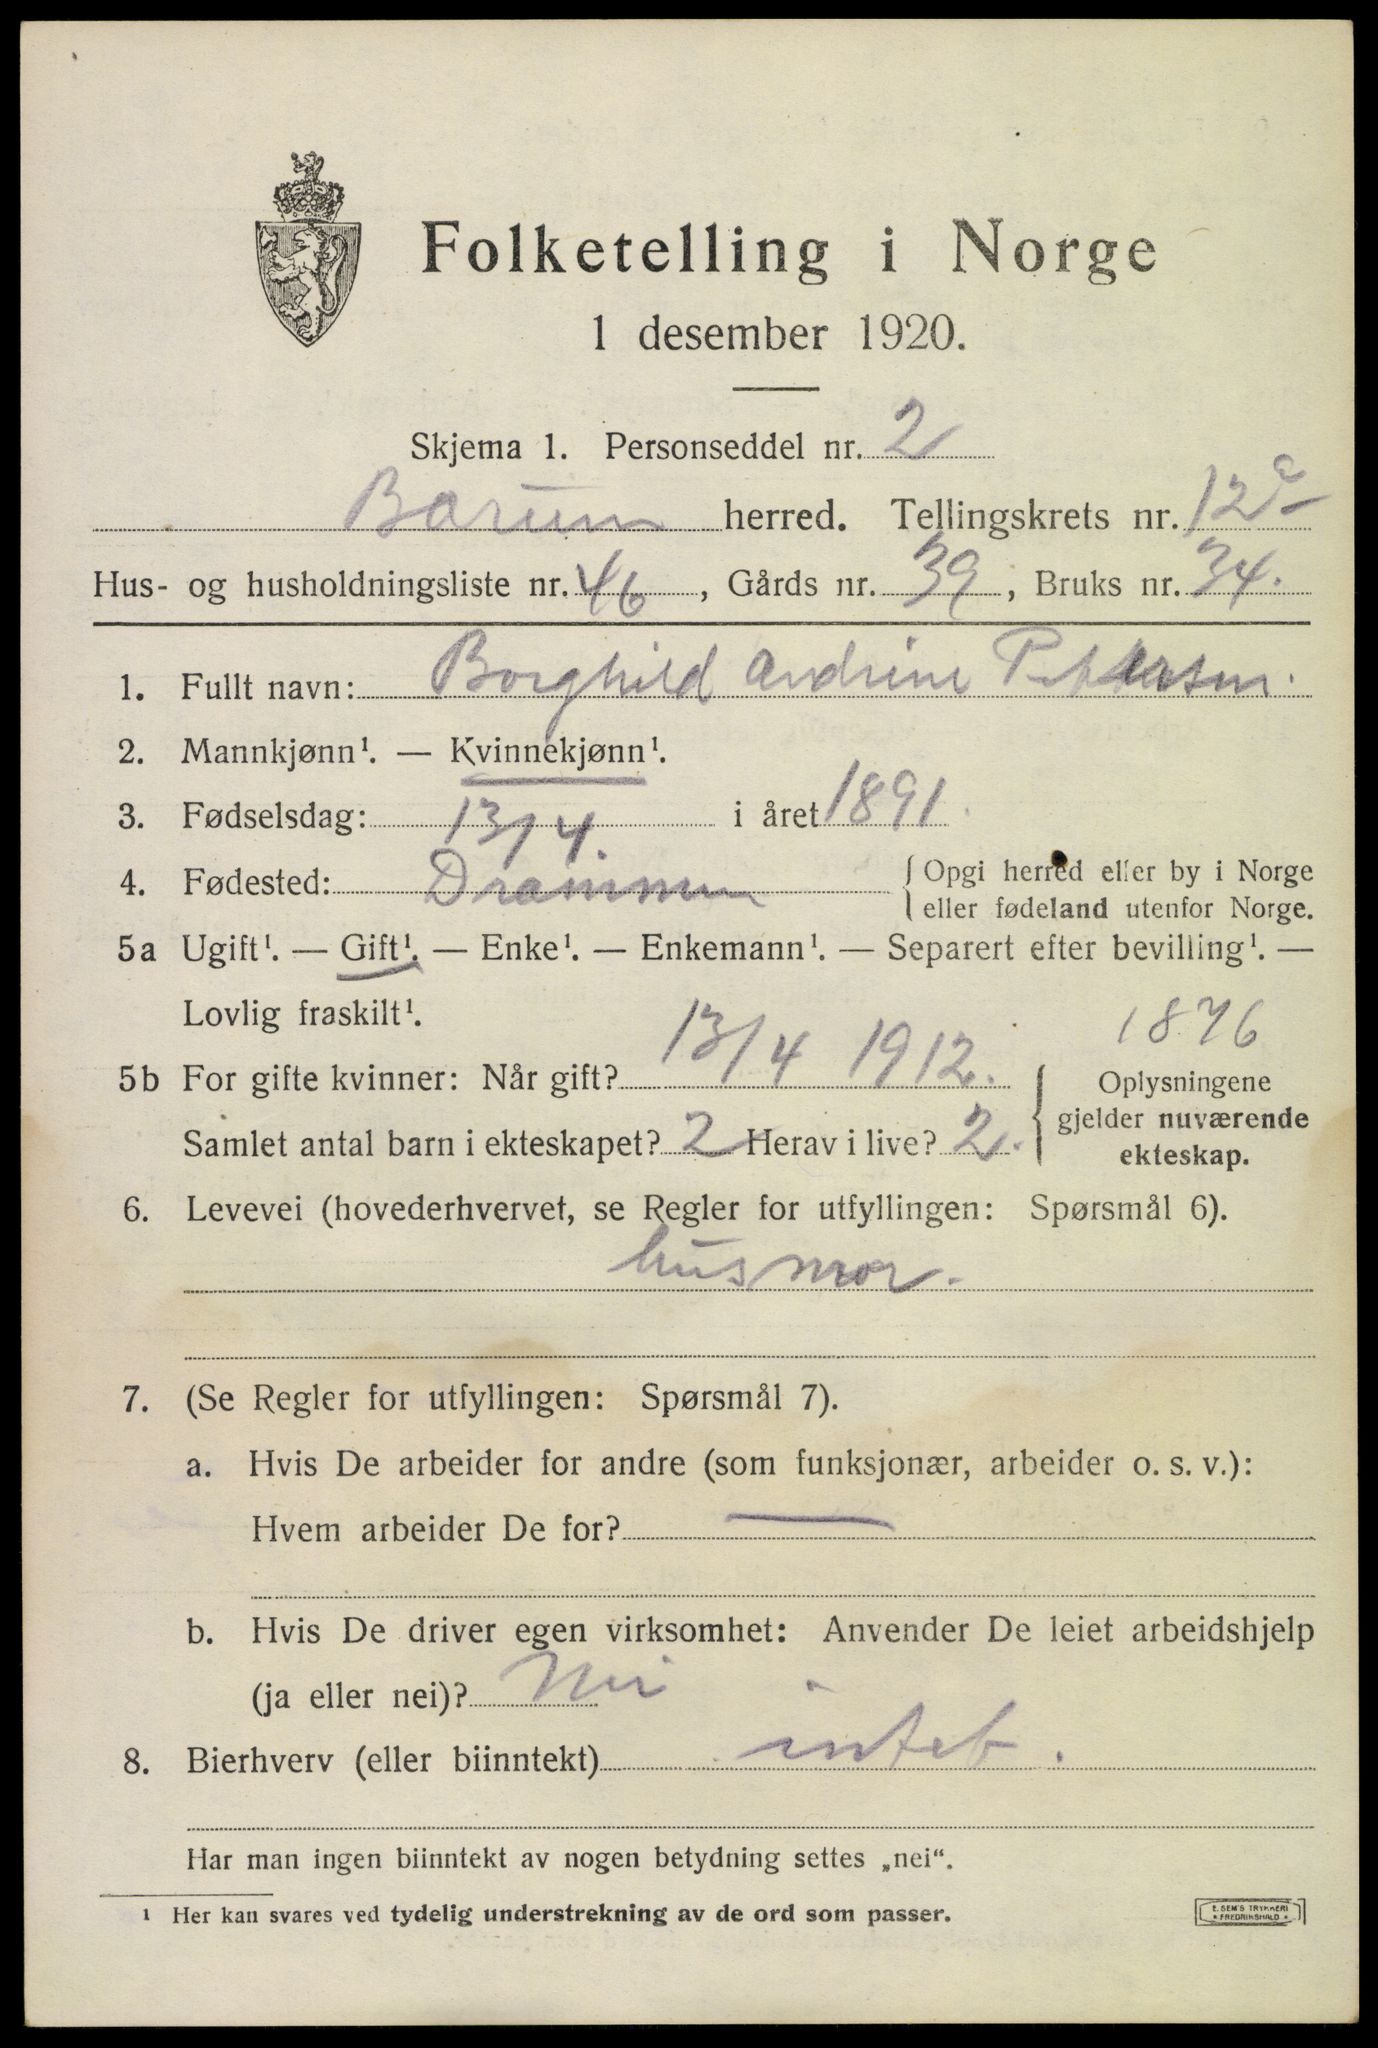 Folketelling i Norge
1 desember 1920.
Skjema 1. Personseddel nr. 2
Bærum herred. Tellingskrets nr. 12a
Hus- og husholdningsliste nr. 46, Gårds nr. 39, Bruks nr. 34.
1. Fullt navn: Borghild Andrine Pettersen.
2. Mannkjønn¹. — Kvinnekjønn¹.
3. Fødselsdag: 13/4. i året 1891.
4. Fødested: Drammen { Opgi herred eller by i Norge
eller fødeland utenfor Norge.
5a Ugift¹. — Gift¹. — Enke¹. — Enkemann¹. — Separert efter bevilling¹. —
Lovlig fraskilt¹.
1876
5b For gifte kvinner: Når gift? 13/4 1912. { Oplysningene
gjelder nuværende
Samlet antal barn i ekteskapet? 2 Herav i live? 2.
ekteskap.
6. Levevei (hovederhvervet, se Regler for utfyllingen: Spørsmål 6).
husmor.
7. (Se Regler for utfyllingen: Spørsmål 7).
a. Hvis De arbeider for andre (som funksjonær, arbeider o. s. v.):
Hvem arbeider De for? —
b. Hvis De driver egen virksomhet: Anvender De leiet arbeidshjelp
(ja eller nei)? Nei
8. Bierhverv (eller biinntekt) intet.
Har man ingen biinntekt av nogen betydning settes „nei“.
¹ Her kan svares ved tydelig understrekning av de ord som passer.
E. SEM'S TRYKKERI
• FREDRIKSHALD •